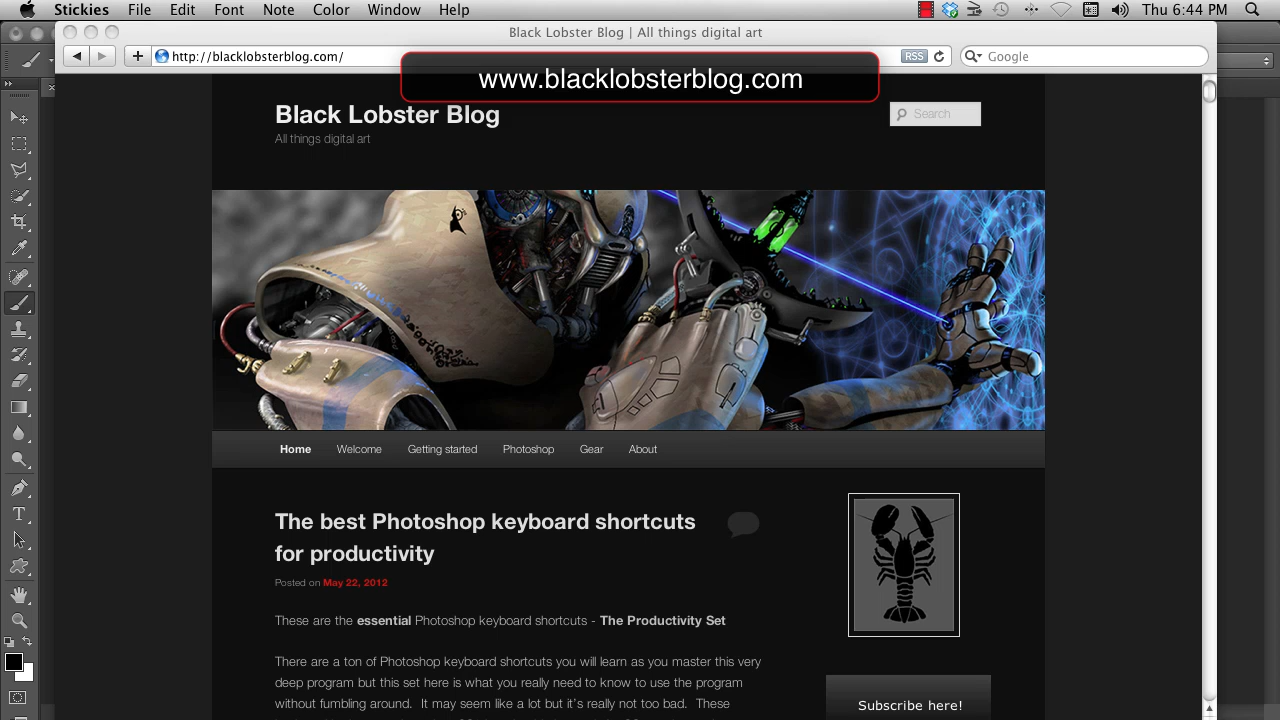 Stickies File Edit Font Note Color Window Help Thu 6:44 PM
Black Lobster Blog | All things digital art
http://blacklobsterblog.com/ RSS Google
www.blacklobsterblog.com
Black Lobster Blog
Search
All things digital art
Home Welcome Getting started Photoshop Gear About
The best Photoshop keyboard shortcuts
for productivity
Posted on May 22, 2012
These are the essential Photoshop keyboard shortcuts - The Productivity Set
There are a ton of Photoshop keyboard shortcuts you will learn as you master this very
deep program but this set here is what you really need to know to use the program
without fumbling around. It may seem like a lot but it's really not too bad. These
Subscribe here!